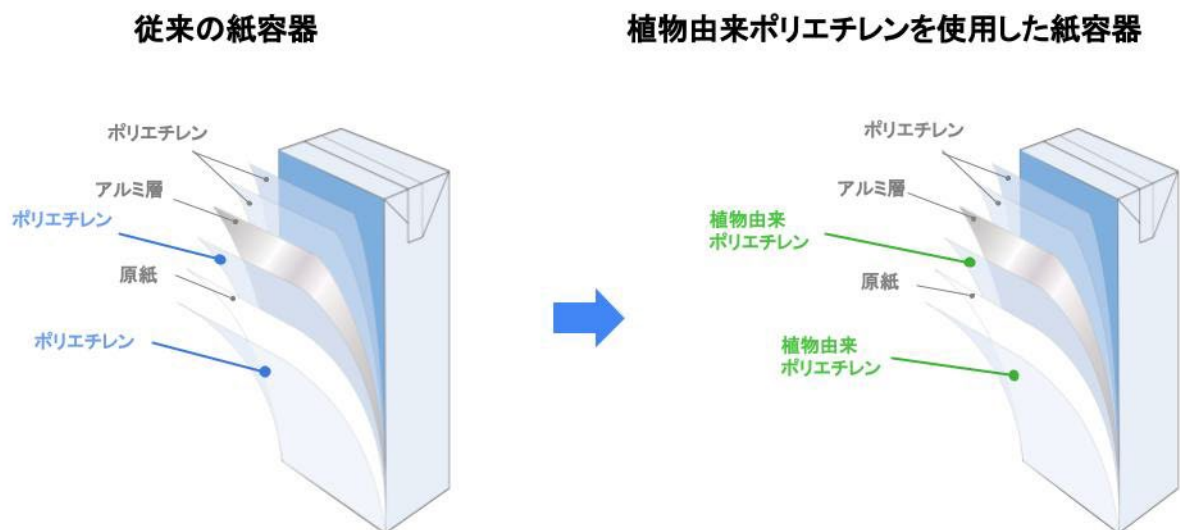 従来の紙容器
ポリエチレン
アルミ層
ポリエチレン
原紙
ポリエチレン
植物由来ポリエチレンを使用した紙容器
ポリエチレン
アルミ層
植物由来
ポリエチレン
原紙
植物由来
ポリエチレン